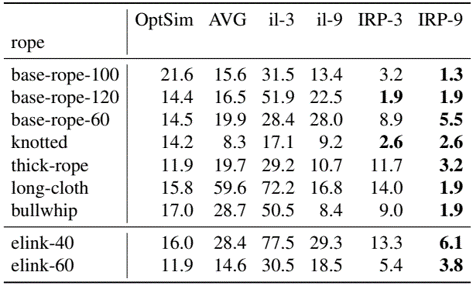 OptSim AVG il-3 il-9 IRP-3 IRP-9
rope
base-rope-100 21.6 15.6 31.5 13.4 3.2 1.3
base-rope-120 14.4 16.5 51.9 22.5 1.9 1.9
base-rope-60 14.5 19.9 28.4 28.0 8.9 5.5
knotted 14.2 8.3 17.1 9.2 2.6 2.6
thick-rope 11.9 19.7 29.2 10.7 11.7 3.2
long-cloth 15.8 59.6 72.2 16.8 14.0 1.9
bullwhip 17.0 28.7 50.5 8.4 9.0 1.9
elink-40 16.0 28.4 77.5 29.3 13.3 6.1
elink-60 11.9 14.6 30.5 18.5 5.4 3.8